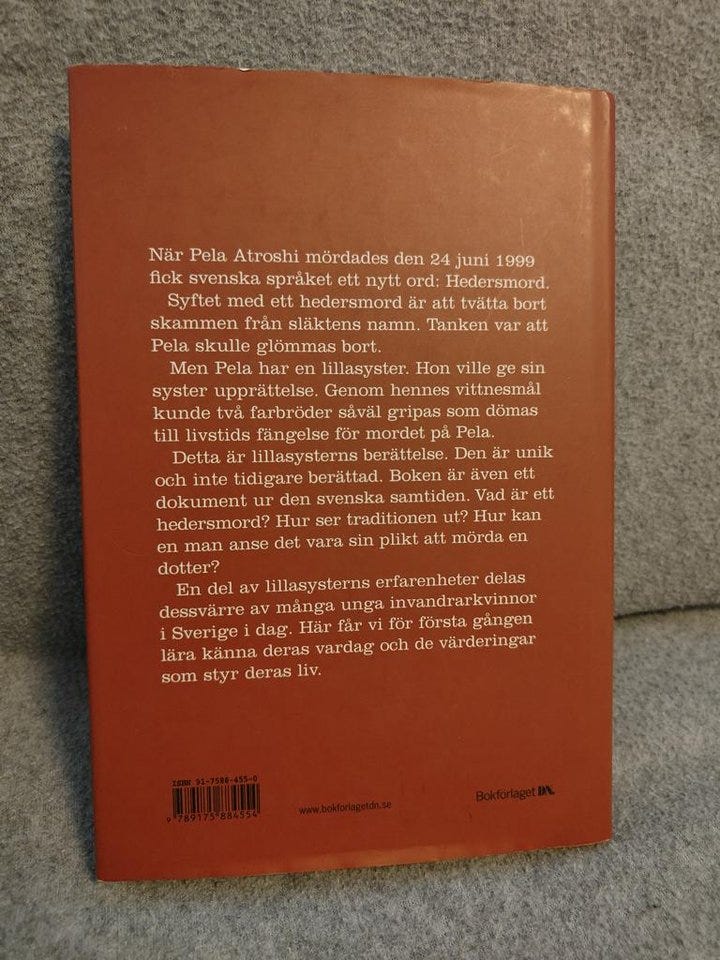 När Pela Atroshi mördades den 24 juni 1999
fick svenska språket ett nytt ord: Hedersmord.
Syftet med ett hedersmord är att tvätta bort
skammen från släktens namn. Tanken var att
Pela skulle glömmas bort.
Men Pela har en lillasyster. Hon ville ge sin
syster upprättelse. Genom hennes vittnesmål
kunde två farbröder såväl gripas som dömas
till livstids fängelse för mordet på Pela.
Detta är lillasysterns berättelse. Den är unik
och inte tidigare berättad. Boken är även ett
dokument ur den svenska samtiden. Vad är ett
hedersmord? Hur ser traditionen ut? Hur kan
en man anse det vara sin plikt att mörda en
dotter?
En del av lillasysterns erfarenheter delas
dessvärre av många unga invandrarkvinnor
i Sverige i dag. Här får vi för första gången
lära känna deras vardag och de värderingar
som styr deras liv.
ISBN 91-7588-455-0
9 789175 884554
www.bokforlagetdn.se
Bokförlaget DN.